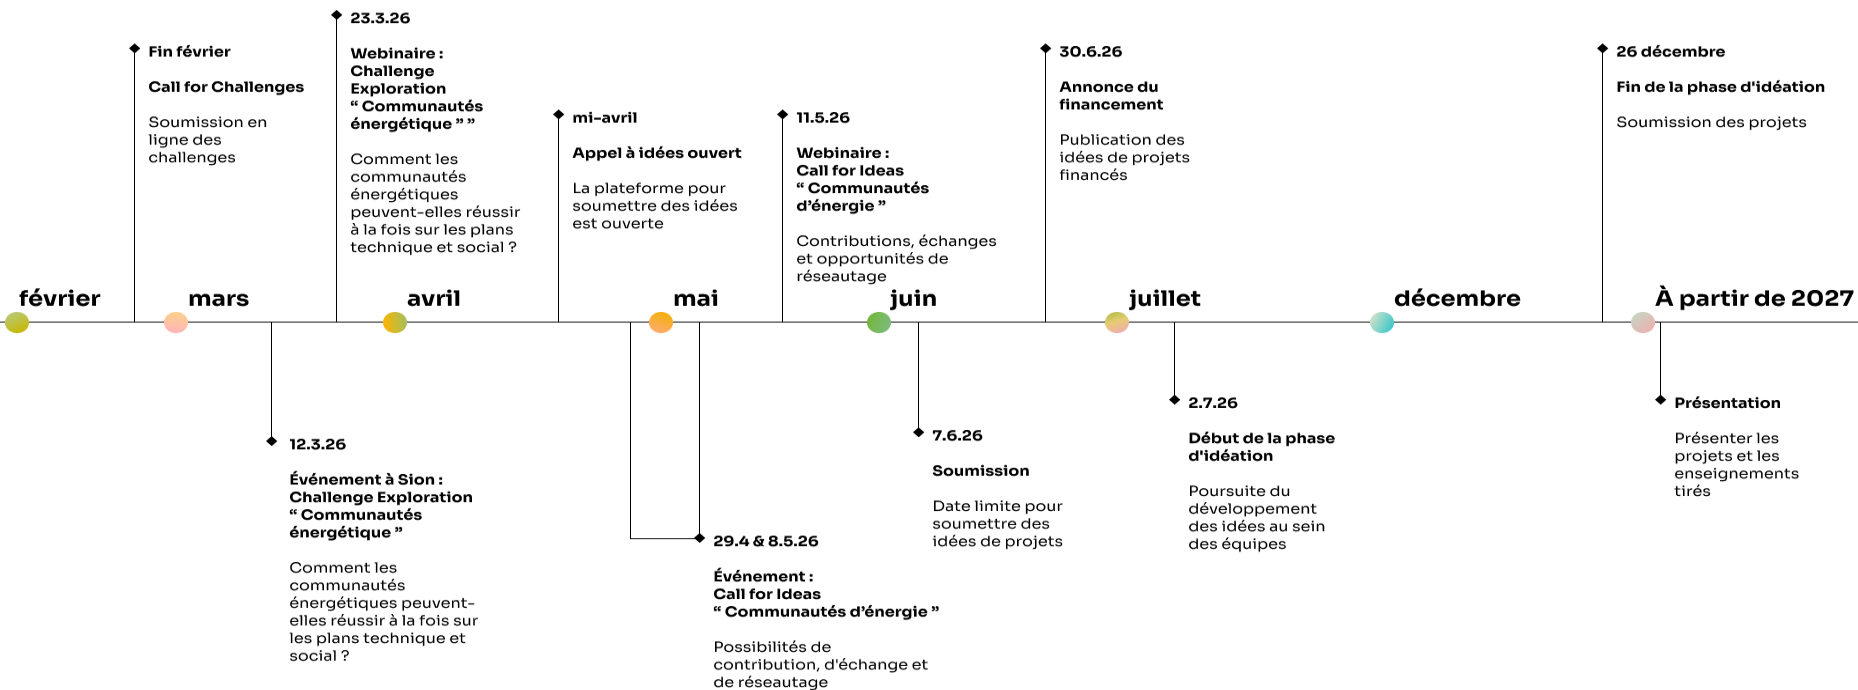 Fin février
Call for Challenges
Soumission en
ligne des
challenges
23.3.26
Webinaire :
Challenge
Exploration
“ Communautés
énergétique ” ”
Comment les
communautés
énergétiques
peuvent-elles réussir
à la fois sur les plans
technique et social ?
mi-avril
Appel à idées ouvert
La plateforme pour
soumettre des idées
est ouverte
11.5.26
Webinaire :
Call for Ideas
“ Communautés
d’énergie ”
Contributions, échanges
et opportunités de
réseautage
30.6.26
Annonce du
financement
Publication des
idées de projets
financés
26 décembre
Fin de la phase d'idéation
Soumission des projets
février
mars
avril
mai
juin
juillet
décembre
À partir de 2027
12.3.26
Événement à Sion :
Challenge Exploration
“ Communautés
énergétique ”
Comment les
communautés
énergétiques peuvent-
elles réussir à la fois sur
les plans technique et
social ?
29.4 & 8.5.26
Événement :
Call for Ideas
“ Communautés d’énergie ”
Possibilités de
contribution, d'échange et
de réseautage
7.6.26
Soumission
Date limite pour
soumettre des
idées de projets
2.7.26
Début de la phase
d'idéation
Poursuite du
développement
des idées au sein
des équipes
Présentation
Présenter les
projets et les
enseignements
tirés